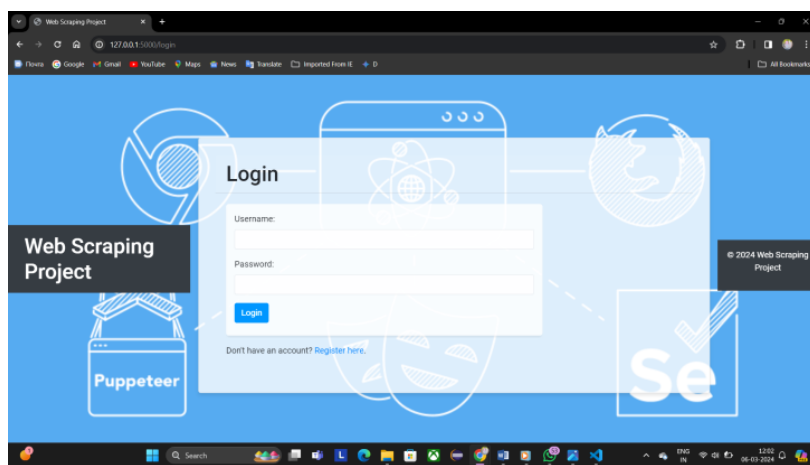 Web Scraping Project
127.0.0.1:5000/login
Google
Gmail
YouTube
Maps
News
Translate
Imported From IE
D
All Bookmarks
Login
Username:
Password:
Login
Don't have an account? Register here.
Web Scraping
Project
© 2024 Web Scraping
Project
Puppeteer
Se
Search
ENG
IN
12:02
06-03-2024